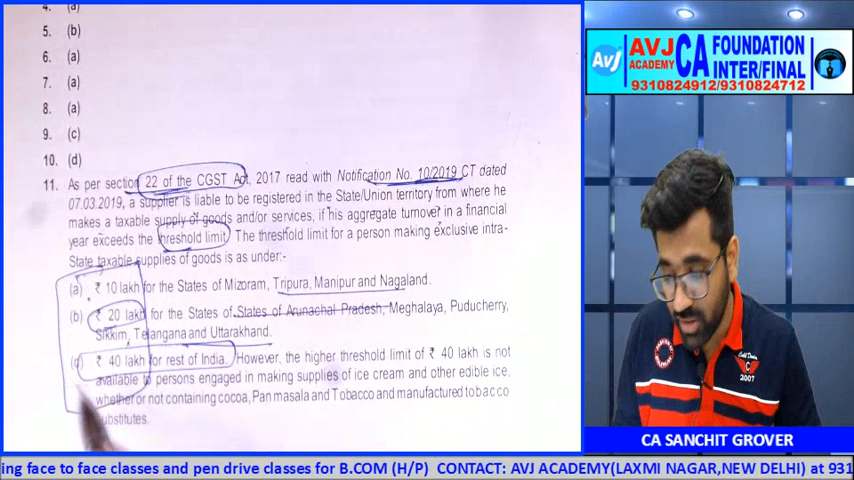 4. (a)
5. (b)
6. (a)
7. (a)
8. (a)
9. (c)
10. (d)
11. As per section 22 of the CGST Act, 2017 read with Notification No. 10/2019 CT dated
07.03.2019, a supplier is liable to be registered in the State/Union territory from where he
makes a taxable supply of goods and/or services, if his aggregate turnover in a financial
year exceeds the threshold limit. The threshold limit for a person making exclusive intra-
State taxable supplies of goods is as under:-
(a) ₹ 10 lakh for the States of Mizoram, Tripura, Manipur and Nagaland.
(b) ₹ 20 lakh for the States of States of Arunachal Pradesh, Meghalaya, Puducherry,
Sikkim, Telangana and Uttarakhand.
(c) ₹ 40 lakh for rest of India. However, the higher threshold limit of ₹ 40 lakh is not
available to persons engaged in making supplies of ice cream and other edible ice,
whether or not containing cocoa, Pan masala and Tobacco and manufactured tobacco
substitutes.
AVJ
AVJ
ACADEMY
CA
FOUNDATION
INTER/FINAL
9310824912/9310824712
2007
CA SANCHIT GROVER
ing face to face classes and pen drive classes for B.COM (H/P) CONTACT: AVJ ACADEMY(LAXMI NAGAR,NEW DELHI) at 931